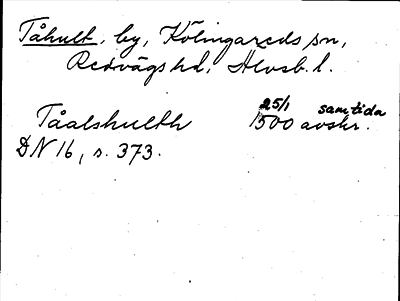 Tåhult, by, Kölingareds sn,
Redvägs hd, Älvsb. l.
Tåalshulth 25/1 1500 samtida avskr.
DN 16, s. 373.